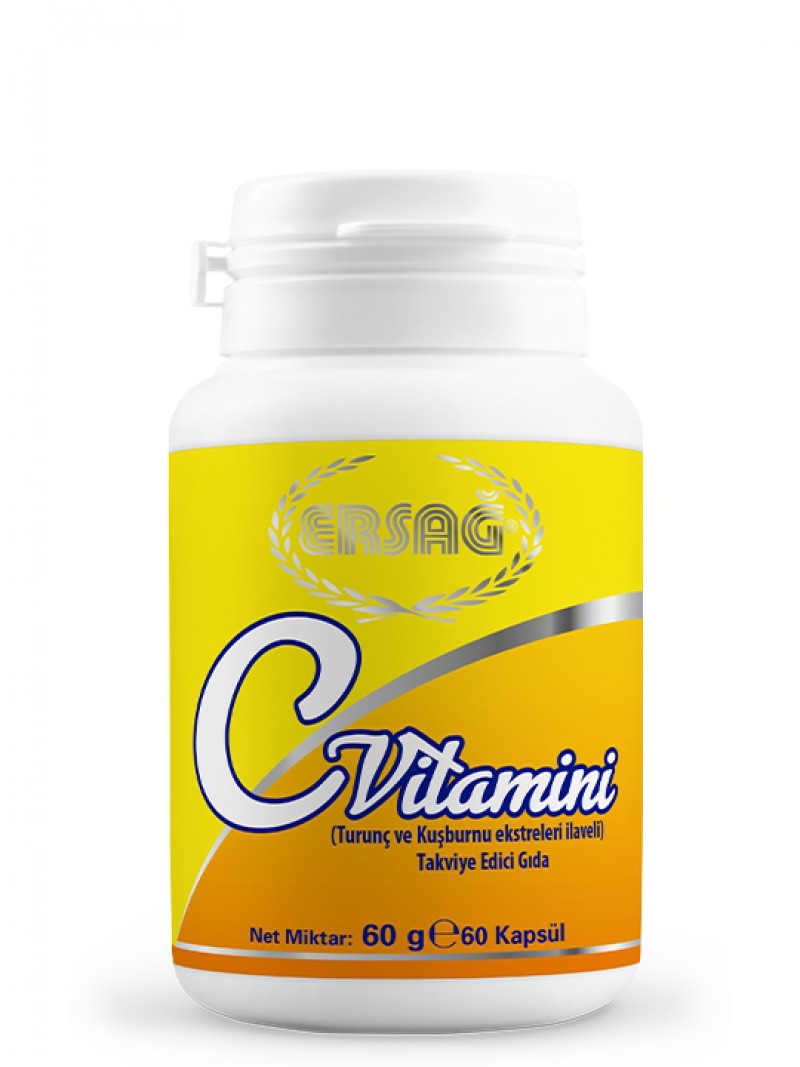 ERSAĞ®
C Vitamini
(Turunç ve Kuşburnu ekstreleri ilaveli)
Takviye Edici Gıda
Net Miktar: 60 g℮60 Kapsül